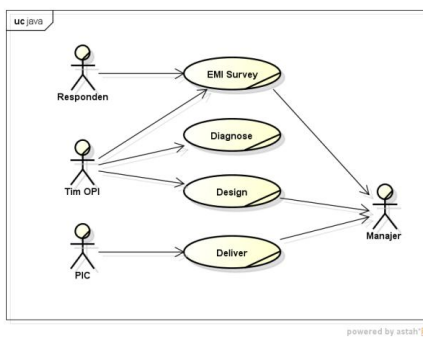 uc java
EMI Survey
Responden
Diagnose
Tim OPI
Design
Manajer
Deliver
PIC
powered by astah*